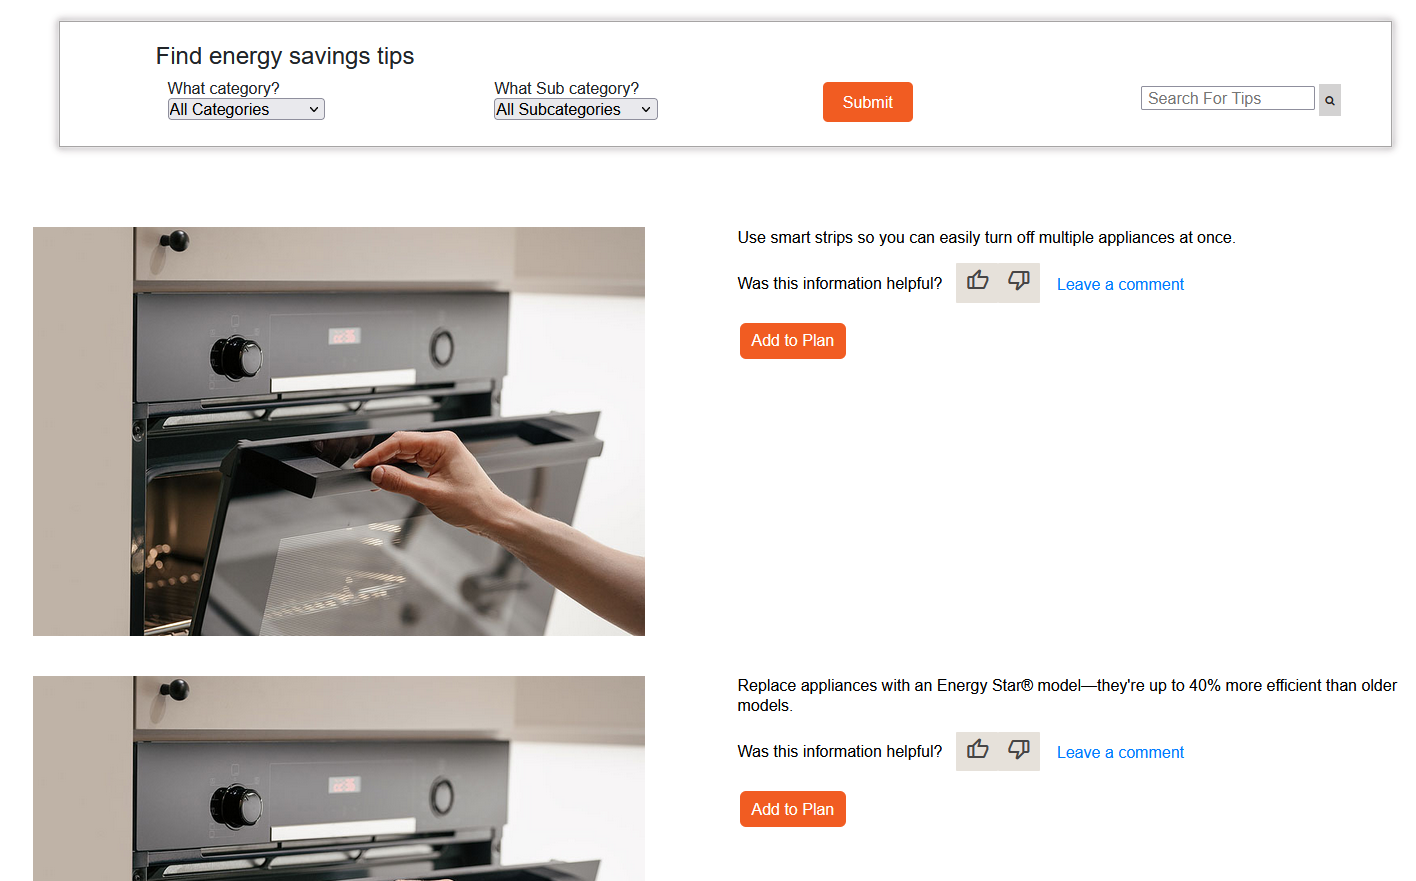 Find energy savings tips
What category?
All Categories
What Sub category?
All Subcategories
Submit
Search For Tips
Use smart strips so you can easily turn off multiple appliances at once.
Was this information helpful?
Leave a comment
Add to Plan
Replace appliances with an Energy Star® model—they're up to 40% more efficient than older
models.
Was this information helpful?
Leave a comment
Add to Plan